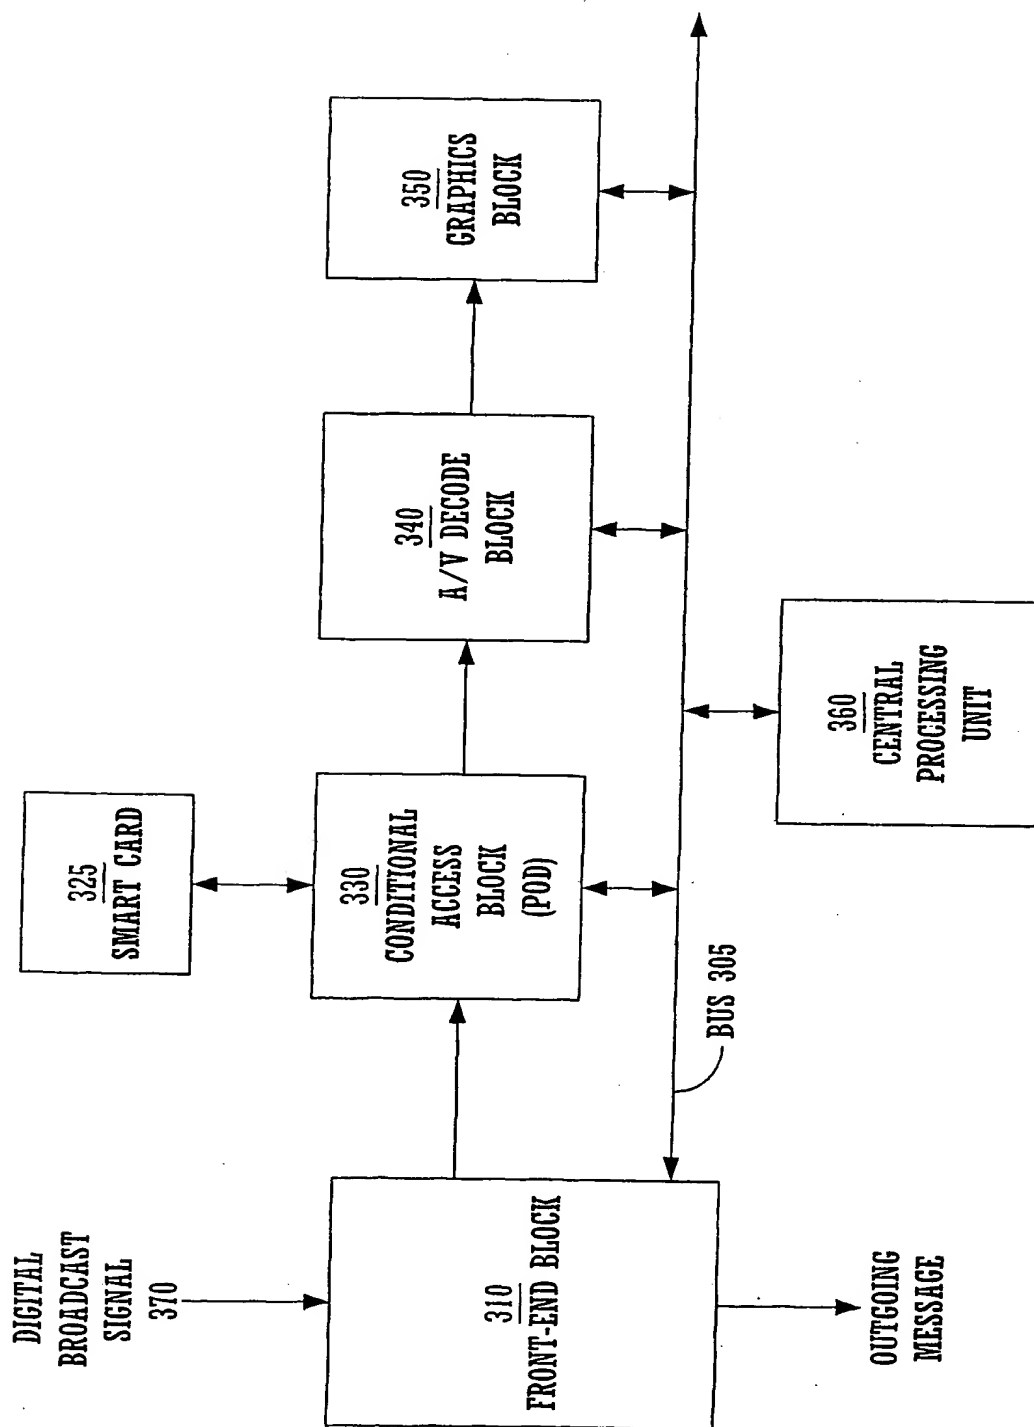 DIGITAL
BROADCAST
SIGNAL
370
310
FRONT-END BLOCK
OUTGOING
MESSAGE
325
SMART CARD
330
CONDITIONAL
ACCESS
BLOCK
(POD)
BUS 305
340
A/V DECODE
BLOCK
360
CENTRAL
PROCESSING
UNIT
350
GRAPHICS
BLOCK